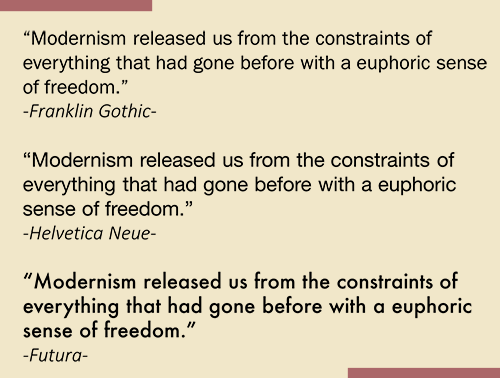 “Modernism released us from the constraints of
everything that had gone before with a euphoric sense
of freedom.”
-Franklin Gothic-
“Modernism released us from the constraints of
everything that had gone before with a euphoric
sense of freedom.”
-Helvetica Neue-
“Modernism released us from the constraints of
everything that had gone before with a euphoric
sense of freedom.”
-Futura-